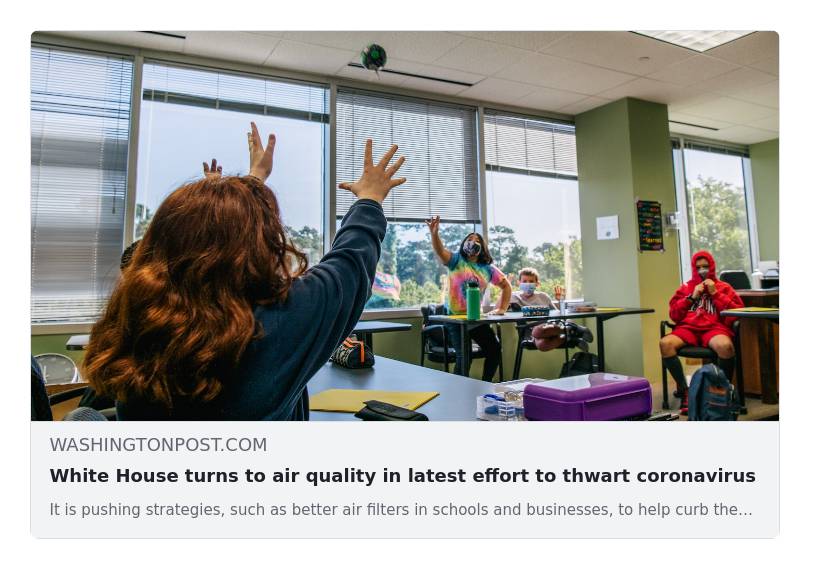 WASHINGTONPOST.COM
White House turns to air quality in latest effort to thwart coronavirus
It is pushing strategies, such as better air filters in schools and businesses, to help curb the...